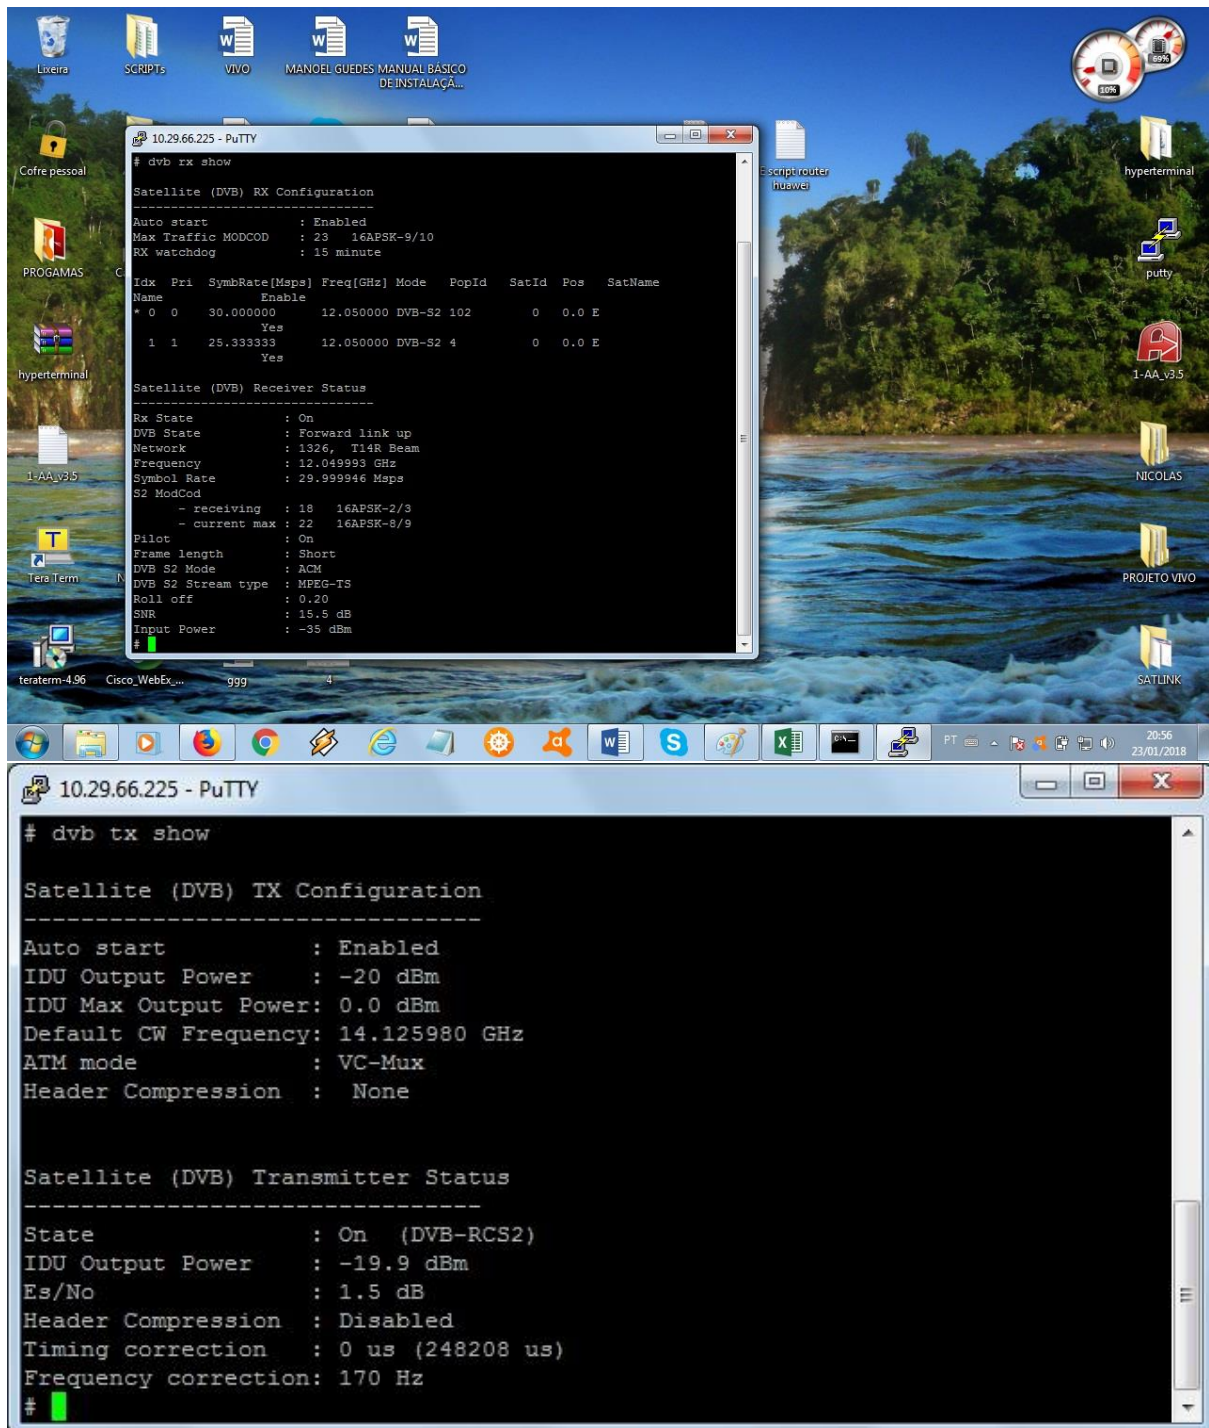 Lixeira
SCRIPTs
VIVO
MANOEL GUEDES
MANUAL BÁSICO
DE INSTALAÇÃ...
10%
69%
Cofre pessoal
script router
huawei
hyperterminal
PROGAMAS
putty
hyperterminal
1-AA_v3.5
1-AA_v3.5
NICOLAS
Tera Term
PROJETO VIVO
teraterm-4.96
Cisco_WebEx_...
ggg
4
SATLINK
10.29.66.225 - PuTTY
# dvb rx show
Satellite (DVB) RX Configuration
--------------------------------
Auto start : Enabled
Max Traffic MODCOD : 23 16APSK-9/10
RX watchdog : 15 minute
Idx Pri SymbRate[Msps] Freq[GHz] Mode PopId SatId Pos SatName
Name Enable
* 0 0 30.000000 12.050000 DVB-S2 102 0 0.0 E
Yes
1 1 25.333333 12.050000 DVB-S2 4 0 0.0 E
Yes
Satellite (DVB) Receiver Status
--------------------------------
Rx State : On
DVB State : Forward link up
Network : 1326, T14R Beam
Frequency : 12.049993 GHz
Symbol Rate : 29.999946 Msps
S2 ModCod
- receiving : 18 16APSK-2/3
- current max : 22 16APSK-8/9
Pilot : On
Frame length : Short
DVB S2 Mode : ACM
DVB S2 Stream type : MPEG-TS
Roll off : 0.20
SNR : 15.5 dB
Input Power : -35 dBm
#
PT
20:56
23/01/2018
10.29.66.225 - PuTTY
# dvb tx show
Satellite (DVB) TX Configuration
--------------------------------
Auto start : Enabled
IDU Output Power : -20 dBm
IDU Max Output Power: 0.0 dBm
Default CW Frequency: 14.125980 GHz
ATM mode : VC-Mux
Header Compression : None
Satellite (DVB) Transmitter Status
--------------------------------
State : On (DVB-RCS2)
IDU Output Power : -19.9 dBm
Es/No : 1.5 dB
Header Compression : Disabled
Timing correction : 0 us (248208 us)
Frequency correction: 170 Hz
#